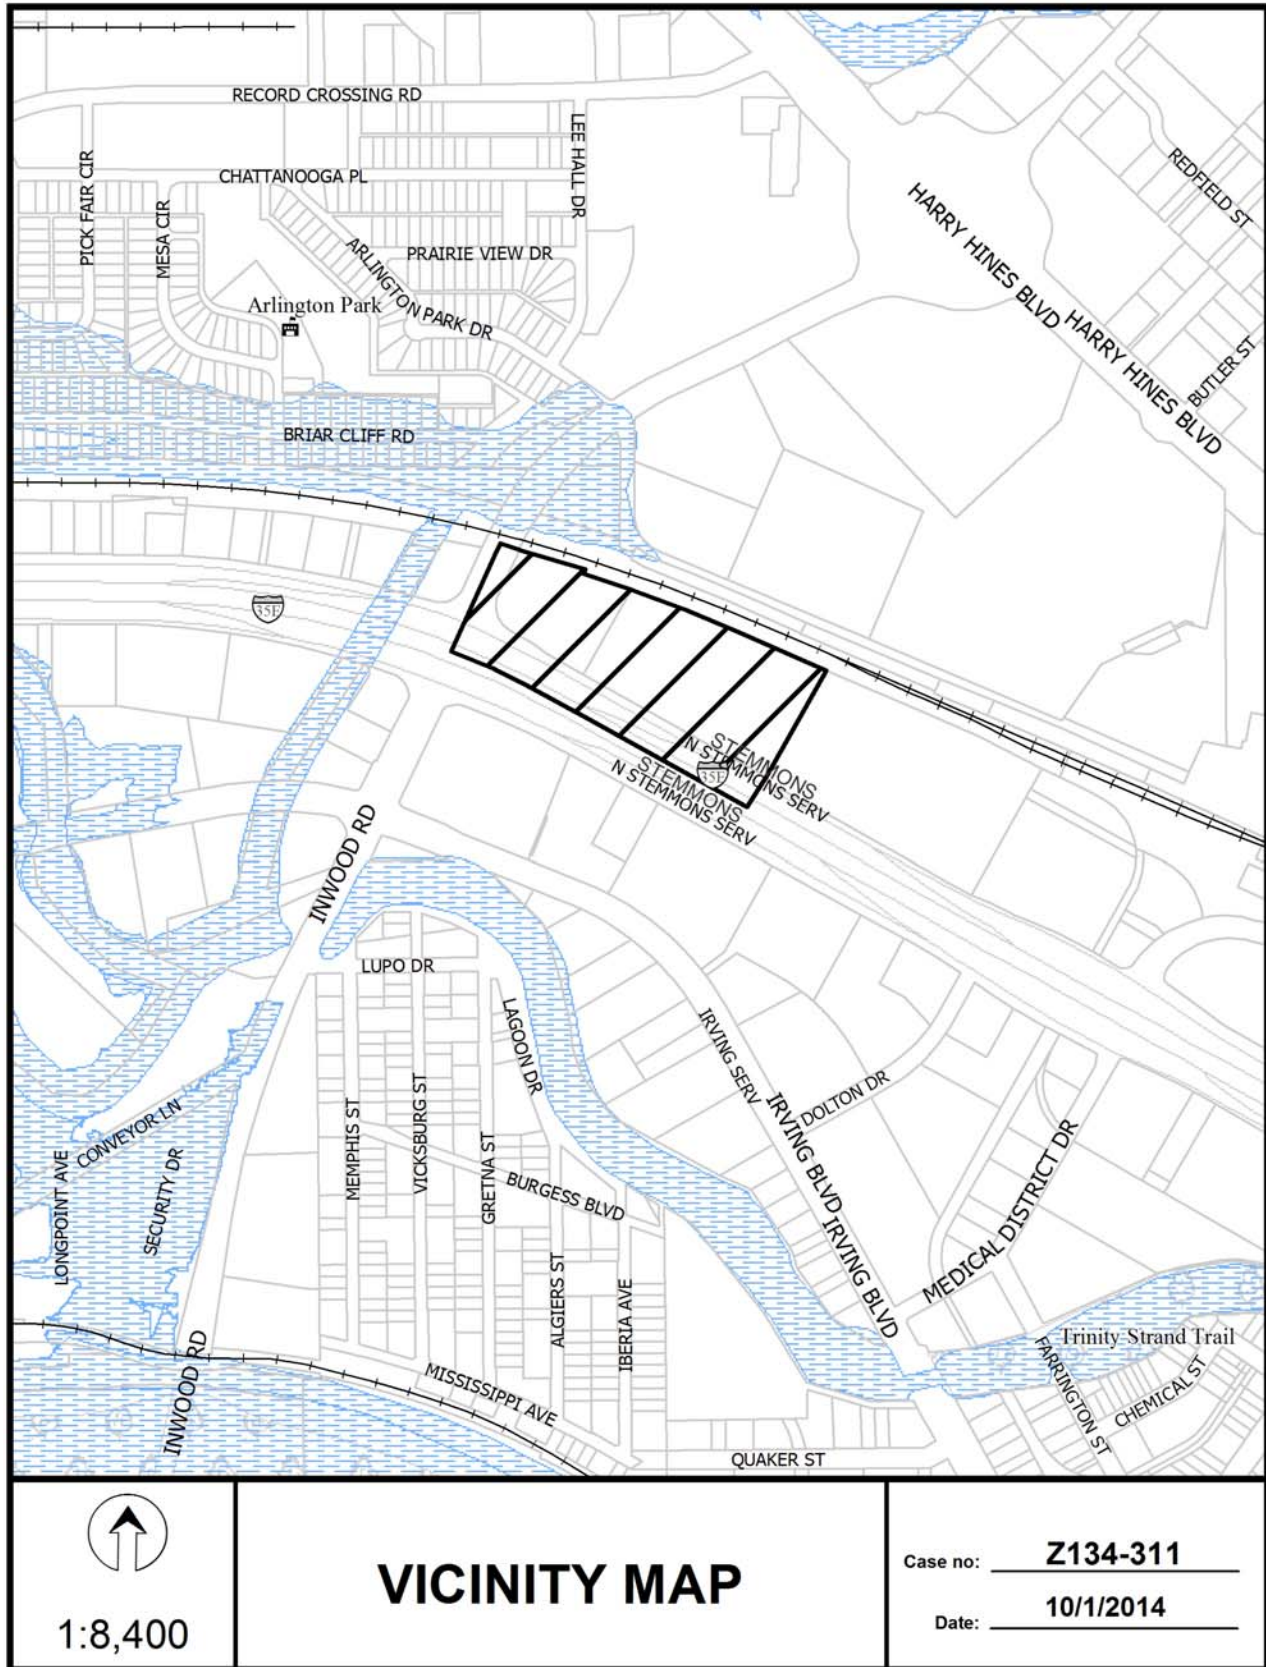 RECORD CROSSING RD
LEE HALL DR
CHATTANOOGA PL
PICK FAIR CIR
MESA CIR
REDFIELD ST
HARRY HINES BLVD
HARRY HINES BLVD
PRAIRIE VIEW DR
ARLINGTON PARK DR
Arlington Park
BUTLER ST
BRIAR CLIFF RD
35E
STEMMONS
N STEMMONS SERV
35E
STEMMONS
N STEMMONS SERV
INWOOD RD
LUPO DR
LAGOON DR
IRVING SERV
DOLTON DR
IRVING BLVD
IRVING BLVD
MEDICAL DISTRICT DR
CONVEYOR LN
LONGPOINT AVE
SECURITY DR
MEMPHIS ST
VICKSBURG ST
GRETNA ST
BURGESS BLVD
ALGIERS ST
IBERIA AVE
Trinity Strand Trail
FARRINGTON ST
CHEMICAL ST
INWOOD RD
MISSISSIPPI AVE
QUAKER ST
1:8,400
VICINITY MAP
Case no: Z134-311
Date: 10/1/2014